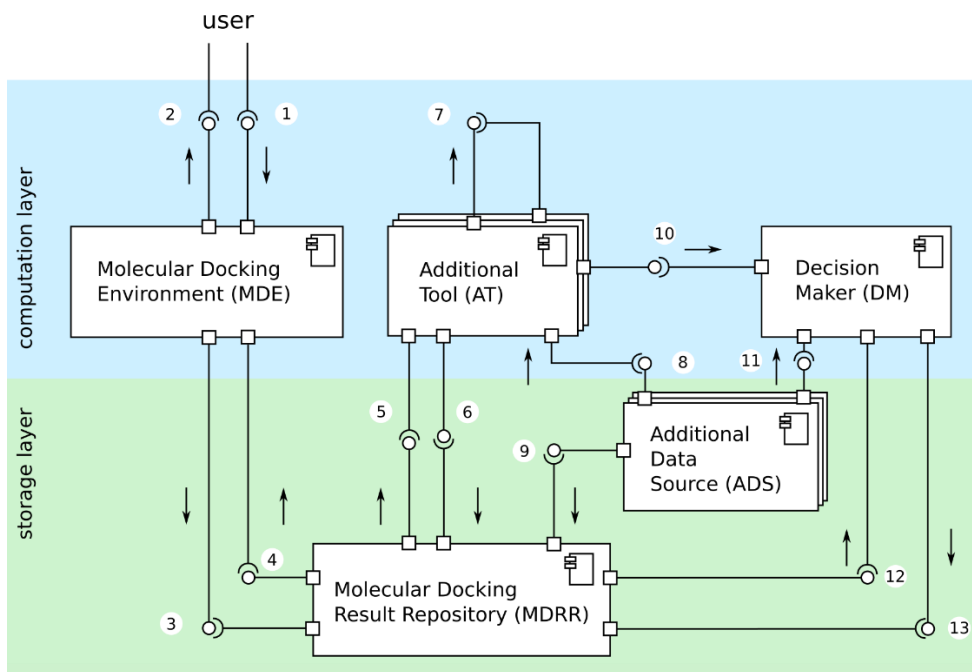 user
2
1
7
computation layer
10
Molecular Docking
Environment (MDE)
Additional
Tool (AT)
Decision
Maker (DM)
8
11
storage layer
5
6
9
Additional
Data
Source (ADS)
4
12
Molecular Docking
Result Repository (MDRR)
3
13